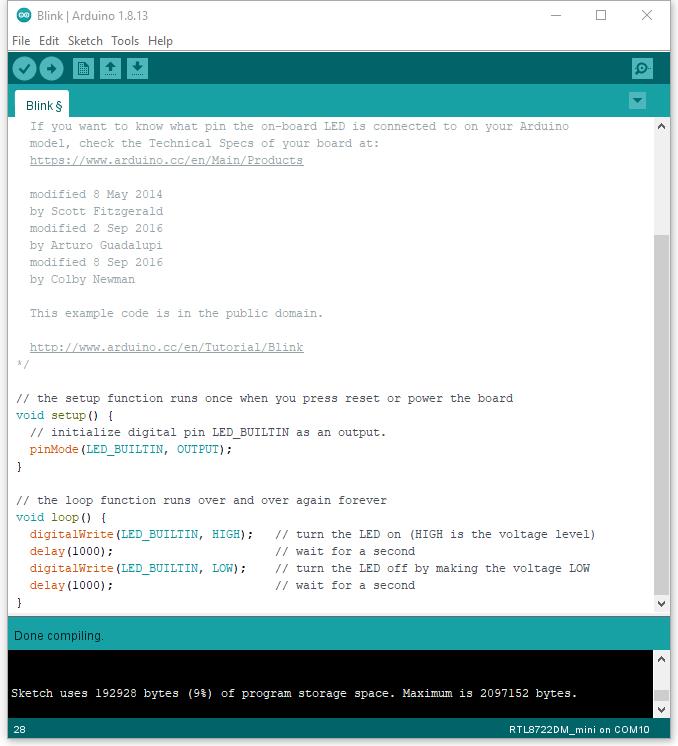 Blink | Arduino 1.8.13
File Edit Sketch Tools Help
Blink §
If you want to know what pin the on-board LED is connected to on your Arduino
model, check the Technical Specs of your board at:
https://www.arduino.cc/en/Main/Products
modified 8 May 2014
by Scott Fitzgerald
modified 2 Sep 2016
by Arturo Guadalupi
modified 8 Sep 2016
by Colby Newman
This example code is in the public domain.
http://www.arduino.cc/en/Tutorial/Blink
*/
// the setup function runs once when you press reset or power the board
void setup() {
  // initialize digital pin LED_BUILTIN as an output.
  pinMode(LED_BUILTIN, OUTPUT);
}
// the loop function runs over and over again forever
void loop() {
  digitalWrite(LED_BUILTIN, HIGH);   // turn the LED on (HIGH is the voltage level)
  delay(1000);                       // wait for a second
  digitalWrite(LED_BUILTIN, LOW);    // turn the LED off by making the voltage LOW
  delay(1000);                       // wait for a second
}
Done compiling.
Sketch uses 192928 bytes (9%) of program storage space. Maximum is 2097152 bytes.
28 RTL8722DM_mini on COM10